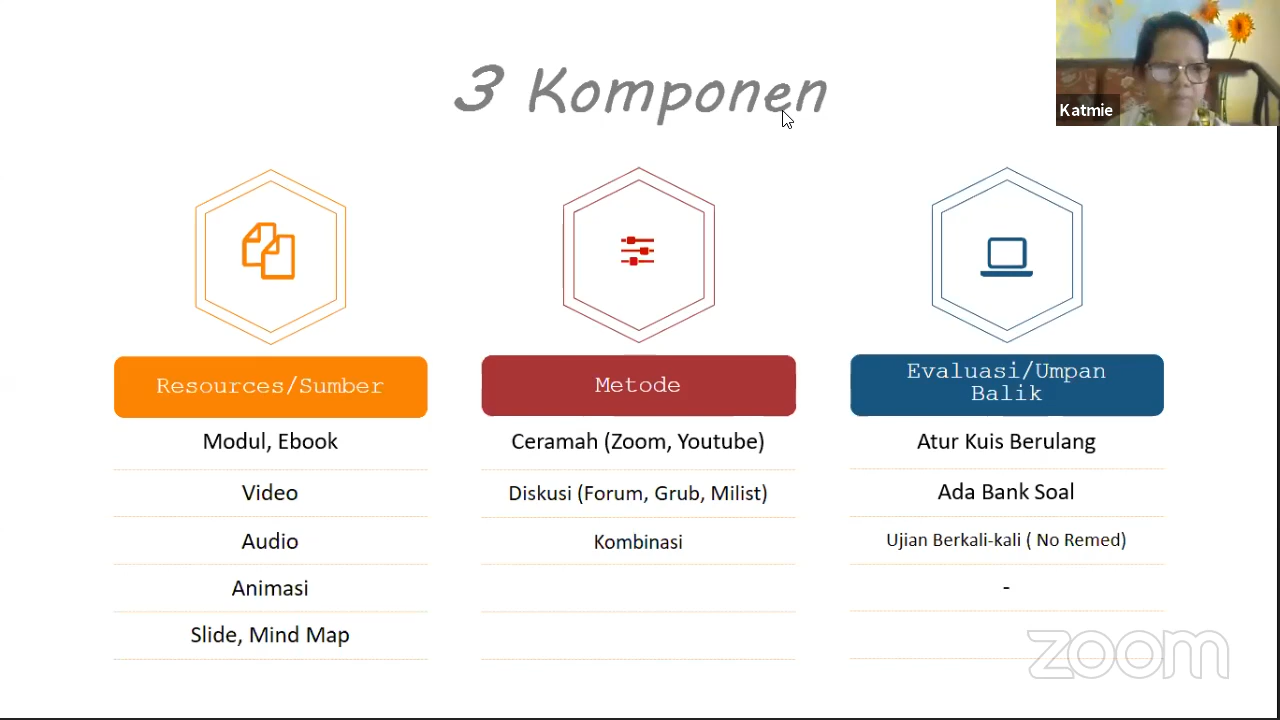 3 Komponen
Katmie
Resources/Sumber
Modul, Ebook
Video
Audio
Animasi
Slide, Mind Map
Metode
Ceramah (Zoom, Youtube)
Diskusi (Forum, Grub, Milist)
Kombinasi
Evaluasi/Umpan
Balik
Atur Kuis Berulang
Ada Bank Soal
Ujian Berkali-kali ( No Remed)
-
zoom